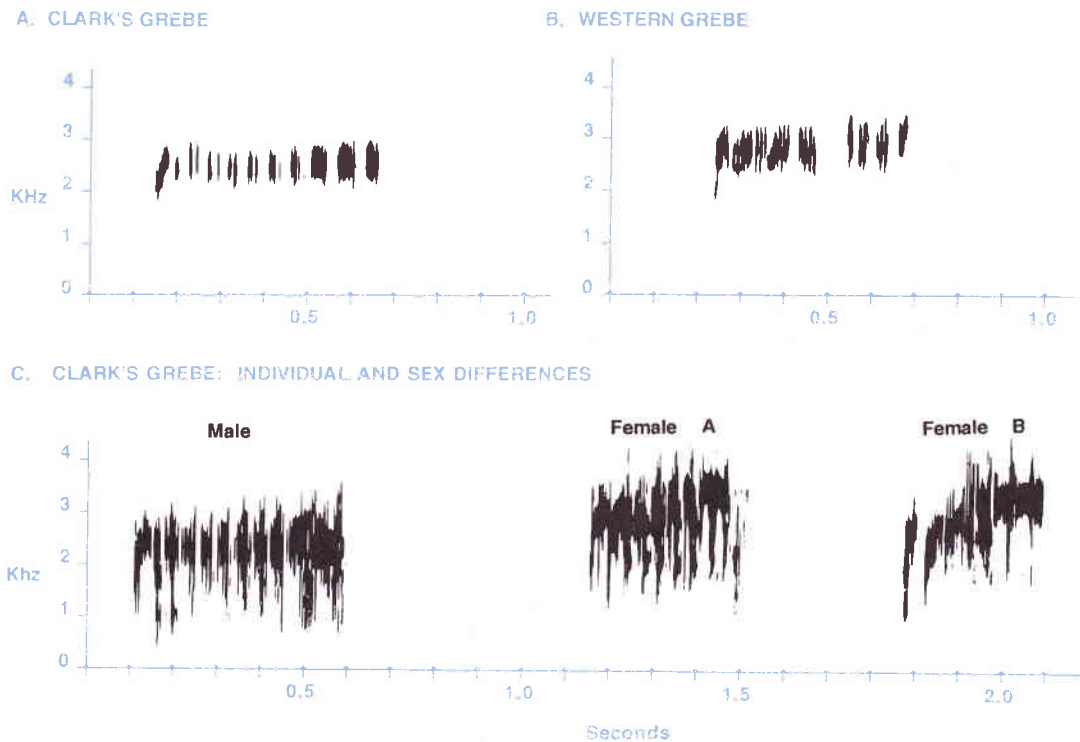 A. CLARK'S GREBE
B. WESTERN GREBE
4
3
2
KHz
1
0
0.5
1.0
4
3
2
1
0
0.5
1.0
C. CLARK'S GREBE: INDIVIDUAL AND SEX DIFFERENCES
Male
Female A
Female B
4
3
2
Khz
1
0
0.5
1.0
1.5
2.0
Seconds